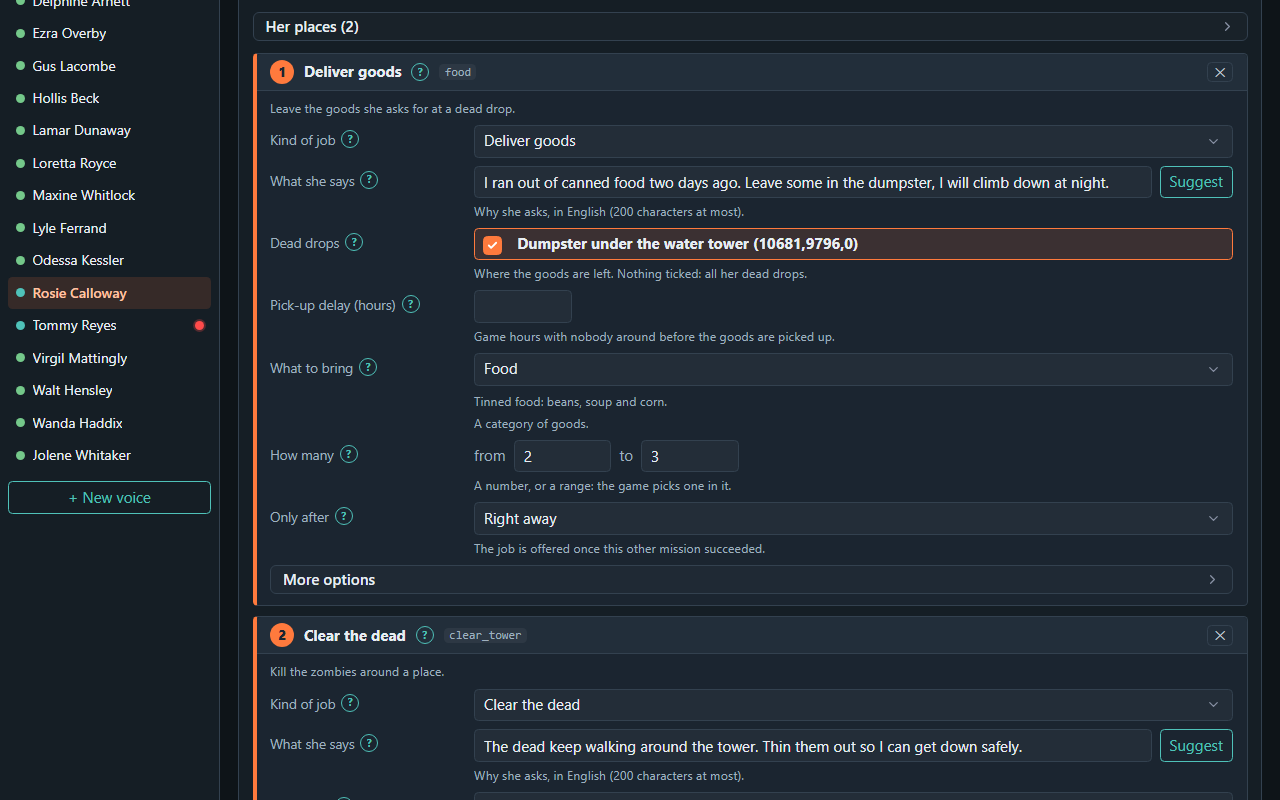 Delphine Arnett
Ezra Overby
Gus Lacombe
Hollis Beck
Lamar Dunaway
Loretta Royce
Maxine Whitlock
Lyle Ferrand
Odessa Kessler
Rosie Calloway
Tommy Reyes
Virgil Mattingly
Walt Hensley
Wanda Haddix
Jolene Whitaker
+ New voice
Her places (2)
1 Deliver goods ? food
Leave the goods she asks for at a dead drop.
Kind of job ? Deliver goods
What she says ? I ran out of canned food two days ago. Leave some in the dumpster, I will climb down at night. Suggest
Why she asks, in English (200 characters at most).
Dead drops ? Dumpster under the water tower (10681,9796,0)
Where the goods are left. Nothing ticked: all her dead drops.
Pick-up delay (hours) ?
Game hours with nobody around before the goods are picked up.
What to bring ? Food
Tinned food: beans, soup and corn.
A category of goods.
How many ? from 2 to 3
A number, or a range: the game picks one in it.
Only after ? Right away
The job is offered once this other mission succeeded.
More options
2 Clear the dead ? clear_tower
Kill the zombies around a place.
Kind of job ? Clear the dead
What she says ? The dead keep walking around the tower. Thin them out so I can get down safely. Suggest
Why she asks, in English (200 characters at most).